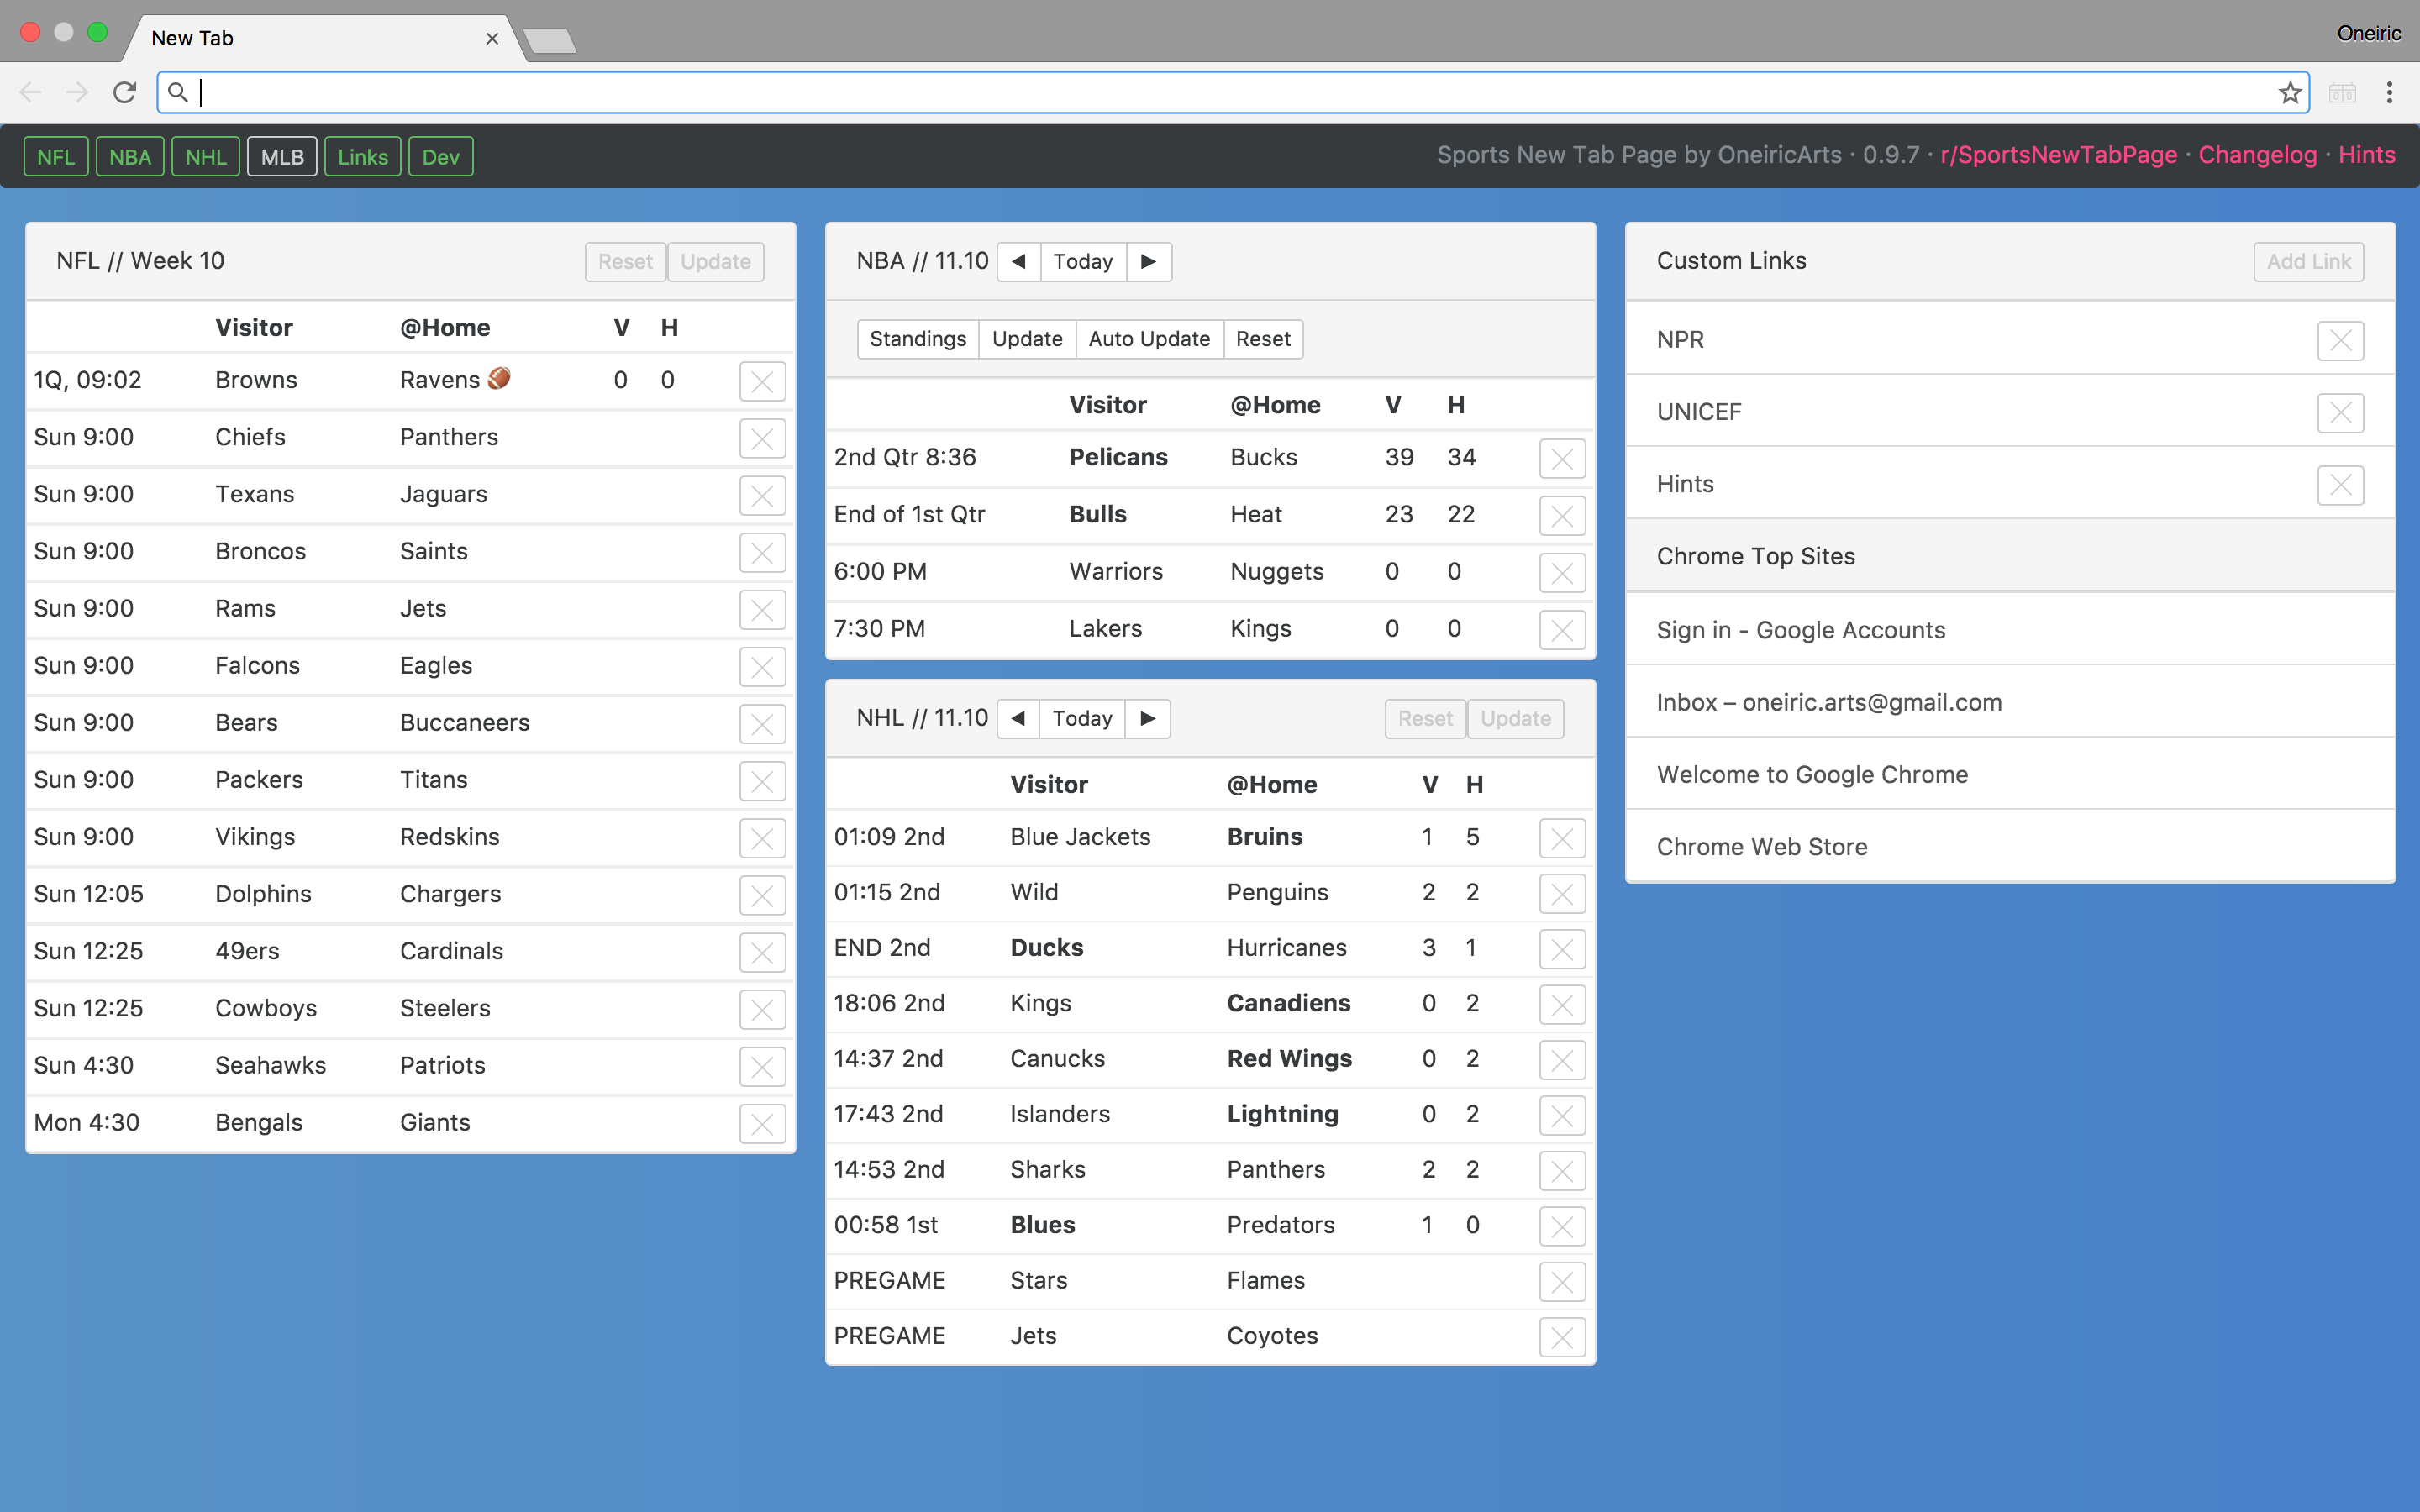 New Tab
Oneiric
NFL NBA NHL MLB Links Dev
Sports New Tab Page by OneiricArts · 0.9.7 · r/SportsNewTabPage · Changelog · Hints
NFL // Week 10 Reset Update
Visitor @Home V H
1Q, 09:02 Browns Ravens 🏈 0 0
Sun 9:00 Chiefs Panthers
Sun 9:00 Texans Jaguars
Sun 9:00 Broncos Saints
Sun 9:00 Rams Jets
Sun 9:00 Falcons Eagles
Sun 9:00 Bears Buccaneers
Sun 9:00 Packers Titans
Sun 9:00 Vikings Redskins
Sun 12:05 Dolphins Chargers
Sun 12:25 49ers Cardinals
Sun 12:25 Cowboys Steelers
Sun 4:30 Seahawks Patriots
Mon 4:30 Bengals Giants
NBA // 11.10 ◀ Today ▶
Standings Update Auto Update Reset
Visitor @Home V H
2nd Qtr 8:36 Pelicans Bucks 39 34
End of 1st Qtr Bulls Heat 23 22
6:00 PM Warriors Nuggets 0 0
7:30 PM Lakers Kings 0 0
NHL // 11.10 ◀ Today ▶ Reset Update
Visitor @Home V H
01:09 2nd Blue Jackets Bruins 1 5
01:15 2nd Wild Penguins 2 2
END 2nd Ducks Hurricanes 3 1
18:06 2nd Kings Canadiens 0 2
14:37 2nd Canucks Red Wings 0 2
17:43 2nd Islanders Lightning 0 2
14:53 2nd Sharks Panthers 2 2
00:58 1st Blues Predators 1 0
PREGAME Stars Flames
PREGAME Jets Coyotes
Custom Links Add Link
NPR
UNICEF
Hints
Chrome Top Sites
Sign in - Google Accounts
Inbox – oneiric.arts@gmail.com
Welcome to Google Chrome
Chrome Web Store